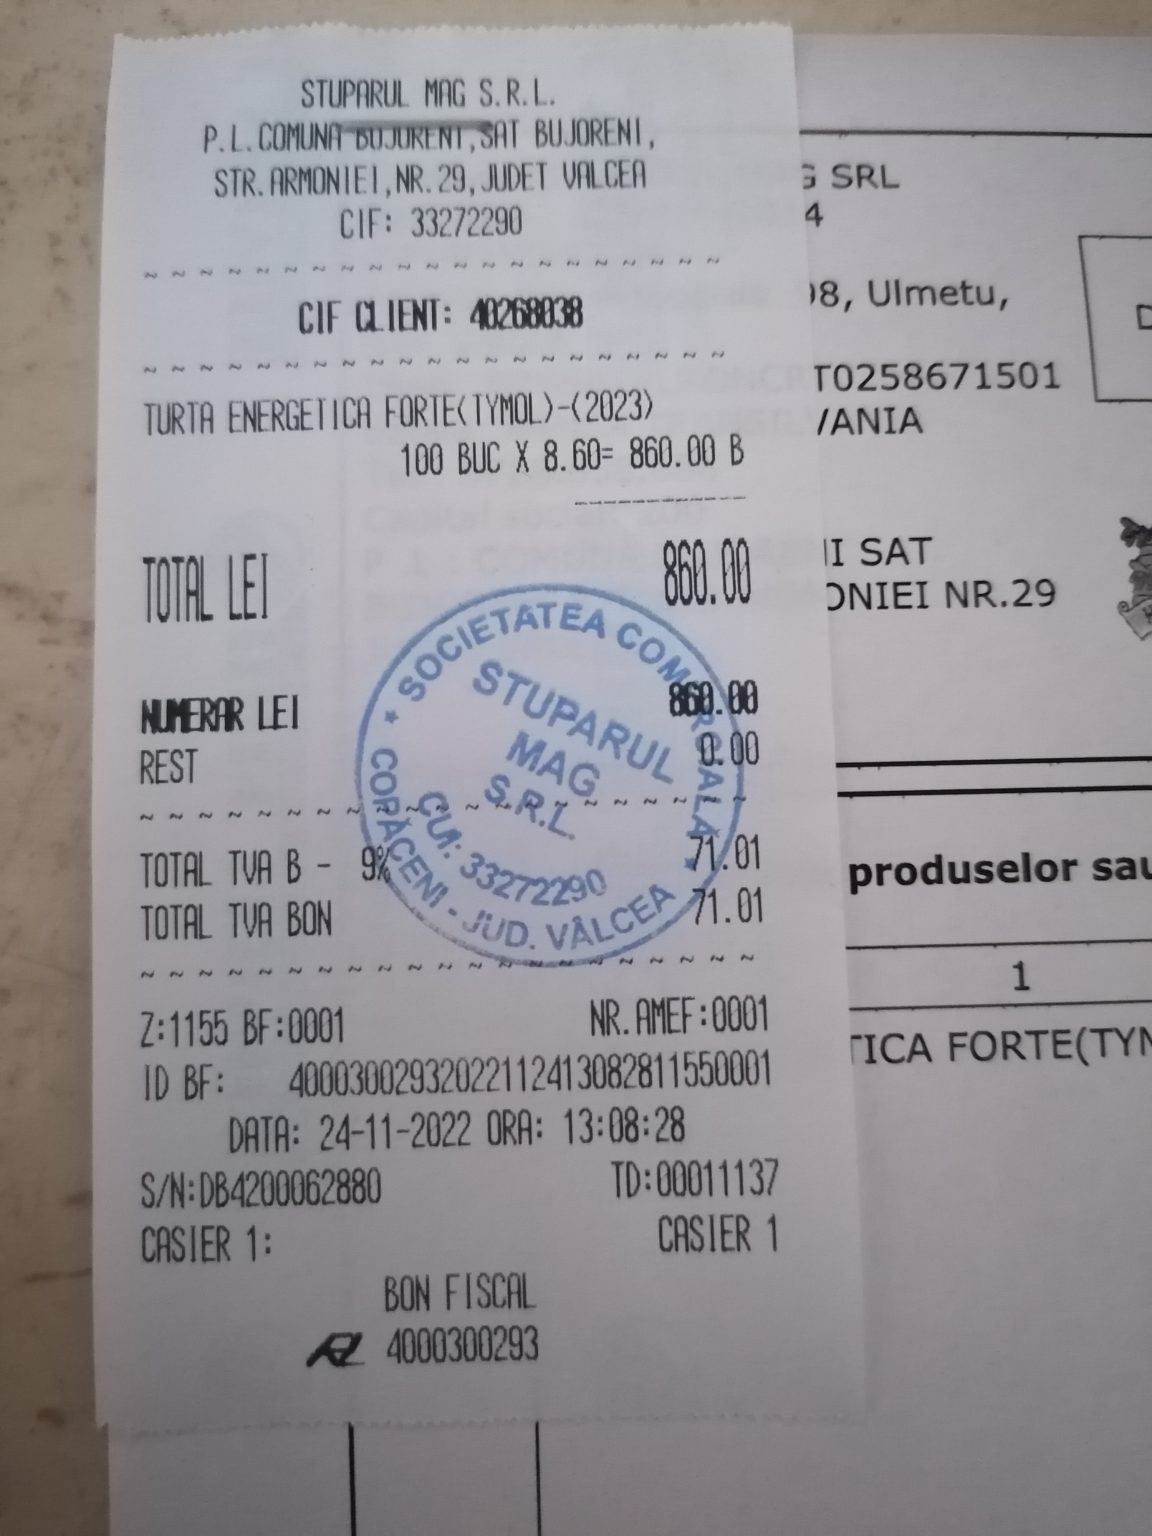 STUPARUL MAG S.R.L.
P.L.COMUNA BUJORENI,SAT BUJORENI,
STR.ARMONIEI,NR.29,JUDET VALCEA
CIF: 33272290
~ ~ ~ ~ ~ ~ ~ ~ ~ ~ ~ ~ ~ ~ ~ ~ ~ ~ ~ ~ ~
CIF CLIENT: 40268038
~ ~ ~ ~ ~ ~ ~ ~ ~ ~ ~ ~ ~ ~ ~ ~ ~ ~ ~ ~ ~
TURTA ENERGETICA FORTE(TYMOL)-(2023)
100 BUC X 8.60= 860.00 B
TOTAL LEI 860.00
NUMERAR LEI 860.00
REST 0.00
~ ~ ~ ~ ~ ~ ~ ~ ~ ~ ~ ~ ~ ~ ~ ~ ~ ~ ~ ~ ~
TOTAL TVA B - 9% 71.01
TOTAL TVA BON 71.01
~ ~ ~ ~ ~ ~ ~ ~ ~ ~ ~ ~ ~ ~ ~ ~ ~ ~ ~ ~ ~
Z:1155 BF:0001 NR.AMEF:0001
ID BF: 40003002932022112413082811550001
DATA: 24-11-2022 ORA: 13:08:28
S/N:DB4200062880 TD:00011137
CASIER 1: CASIER 1
BON FISCAL
4000300293
* SOCIETATEA COMERCIALĂ *
STUPARUL
MAG
S.R.L.
CUI: 33272290
COPĂCENI - JUD. VÂLCEA
G SRL
4
98, Ulmetu,
T0258671501
VANIA
I SAT
ONIEI NR.29
D
produselor sau
1
TICA FORTE(TYM